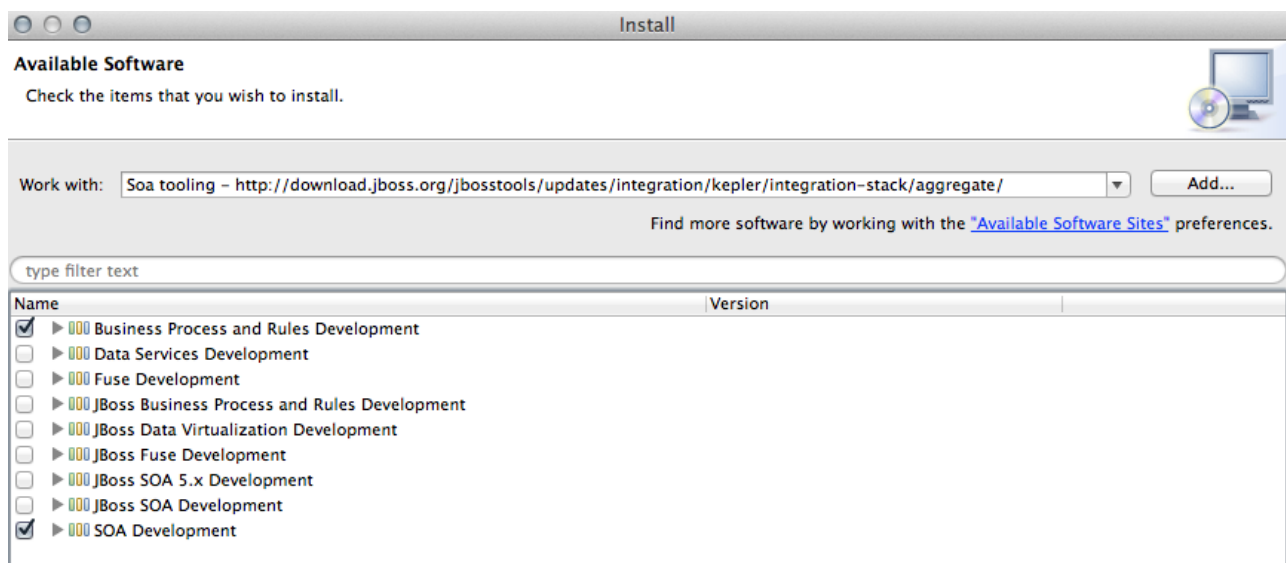 Install
Available Software
Check the items that you wish to install.
Work with: Soa tooling – http://download.jboss.org/jbosstools/updates/integration/kepler/integration-stack/aggregate/ Add...
Find more software by working with the "Available Software Sites" preferences.
type filter text
Name Version
Business Process and Rules Development
Data Services Development
Fuse Development
JBoss Business Process and Rules Development
JBoss Data Virtualization Development
JBoss Fuse Development
JBoss SOA 5.x Development
JBoss SOA Development
SOA Development